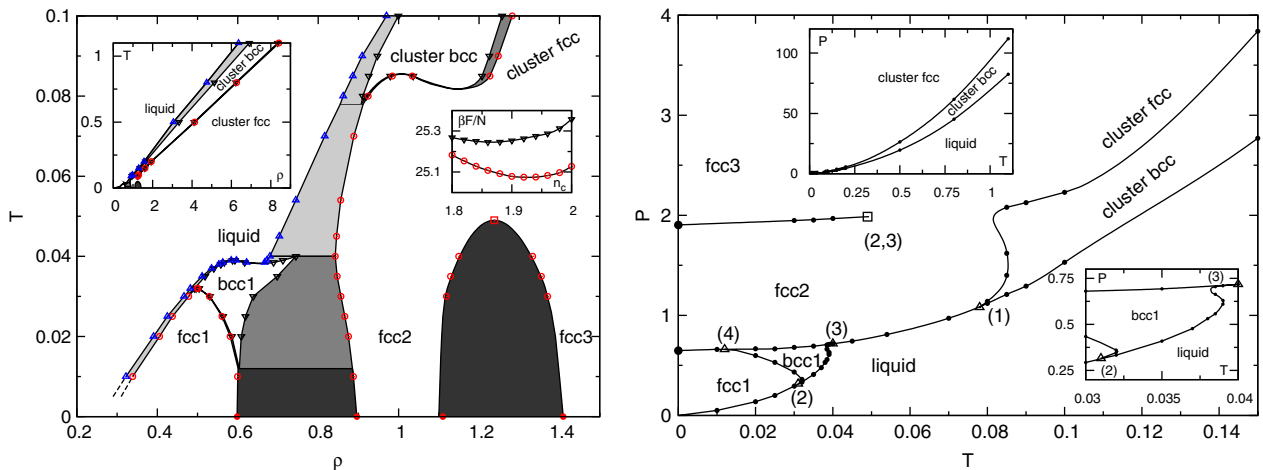 0.1
0.08
0.06
0.04
0.02
0
T
0.2
0.4
0.6
0.8
1
1.2
1.4
ρ
cluster bcc
cluster fcc
liquid
bcc1
fcc1
fcc2
fcc3
1
0.5
0
T
cluster bcc
liquid
cluster fcc
ρ
0 2 4 6 8
βF/N
25.3
25.1
n_c
1.8 1.9 2
4
3
2
1
0
P
0 0.02 0.04 0.06 0.08 0.10 0.12 0.14
T
fcc3
(2,3)
fcc2
cluster fcc
cluster bcc
(1)
(4)
(3)
bcc1
fcc1
(2)
liquid
P
100
50
0
cluster fcc
cluster bcc
liquid
T
0.2 0.5 1
0.75
0.50
0.25
P
(3)
bcc1
liquid
(2)
T
0.03 0.035 0.04